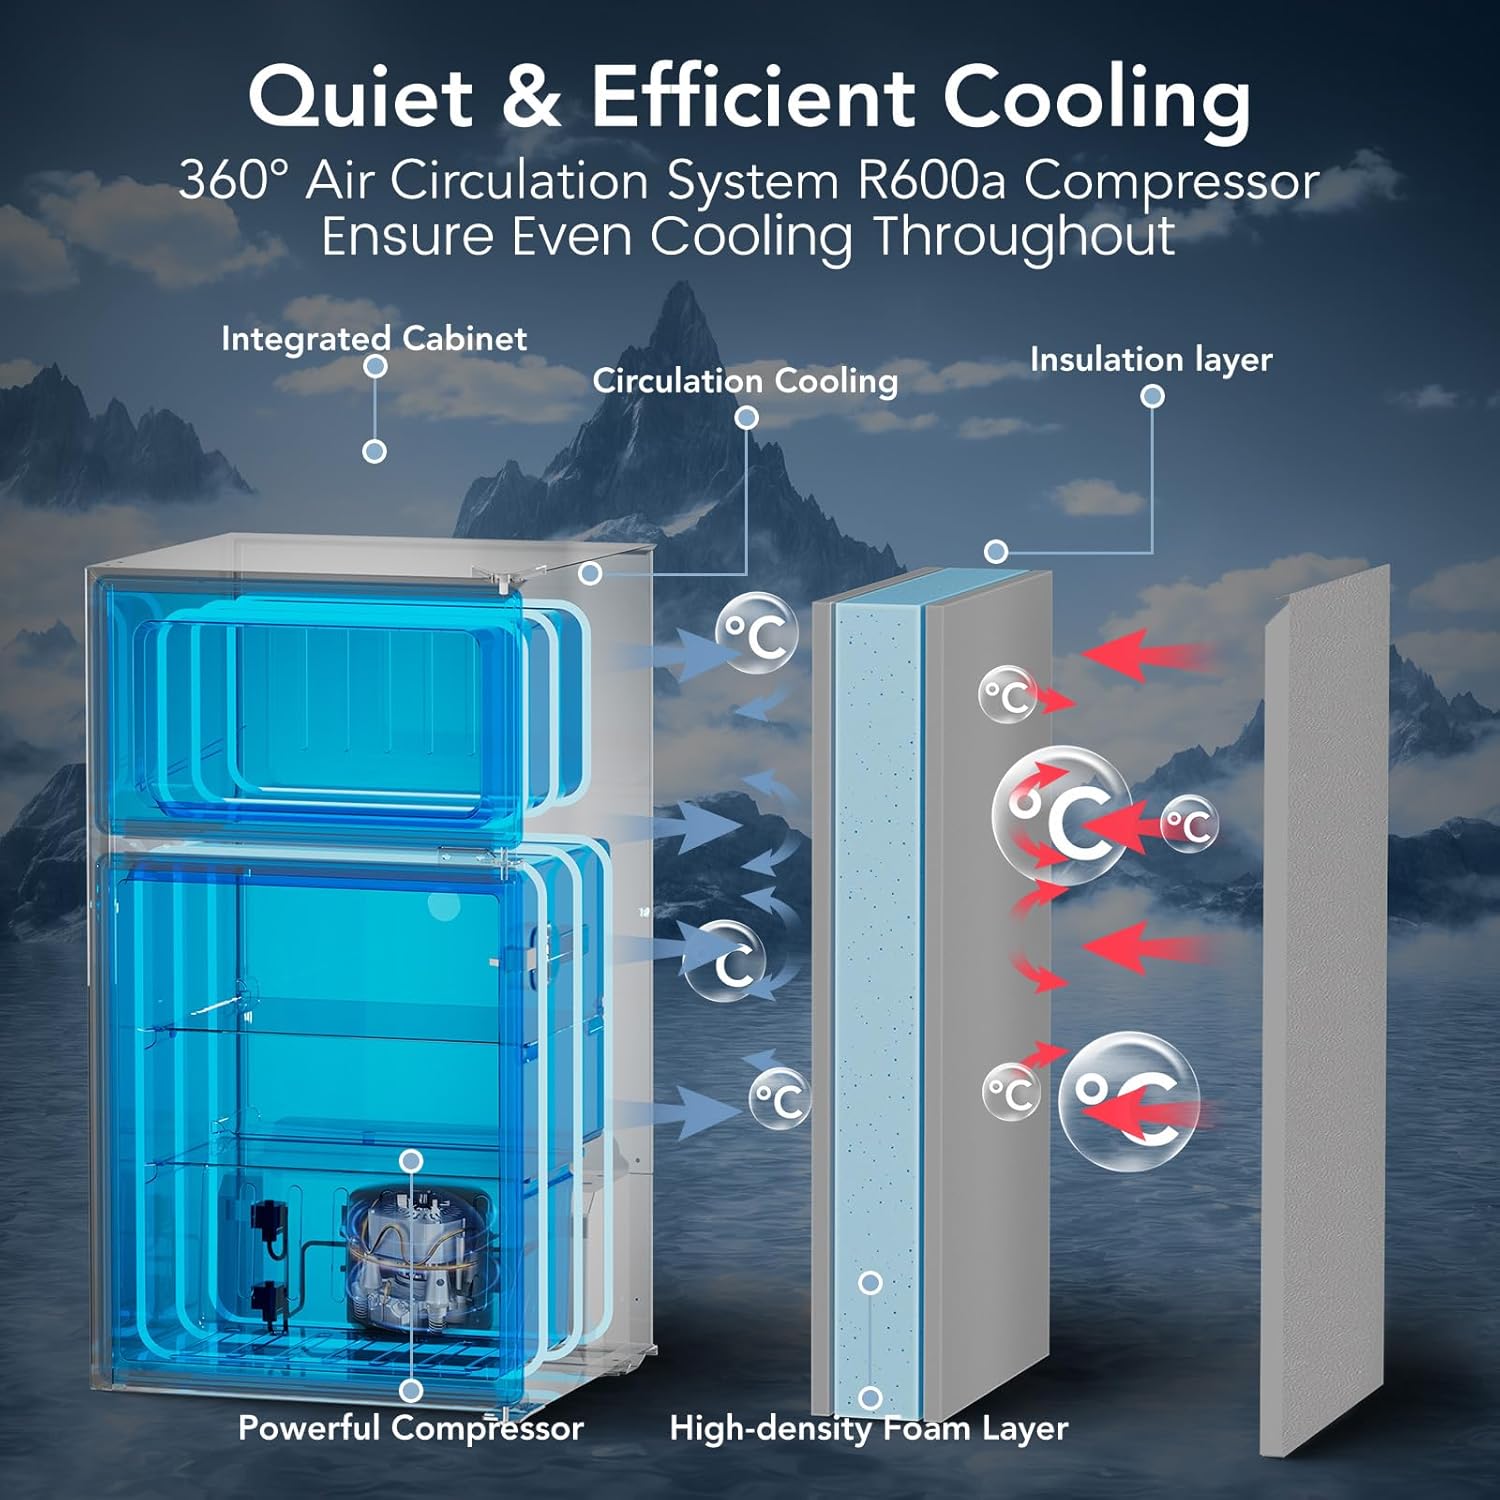 Quiet & Efficient Cooling
360° Air Circulation System R600a Compressor
Ensure Even Cooling Throughout
Integrated Cabinet
Circulation Cooling
Insulation layer
°C
°C
°C
°C
C
°C
°C
°C
Powerful Compressor
High-density Foam Layer